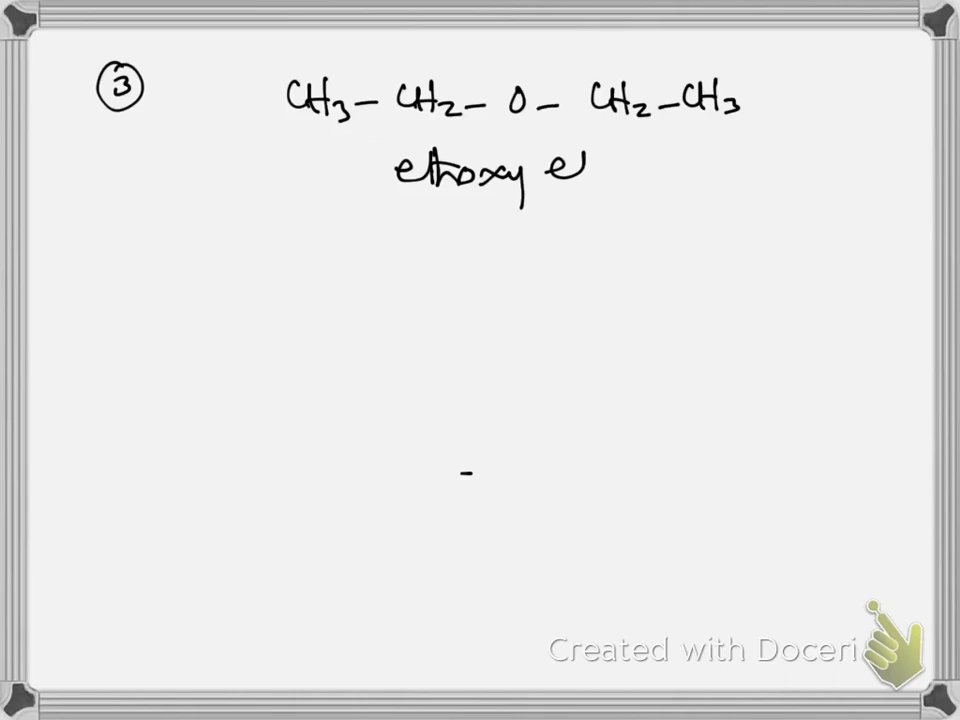 ③ CH3 - CH2 - O - CH2 - CH3
ethoxy e
-
Created with Doceri